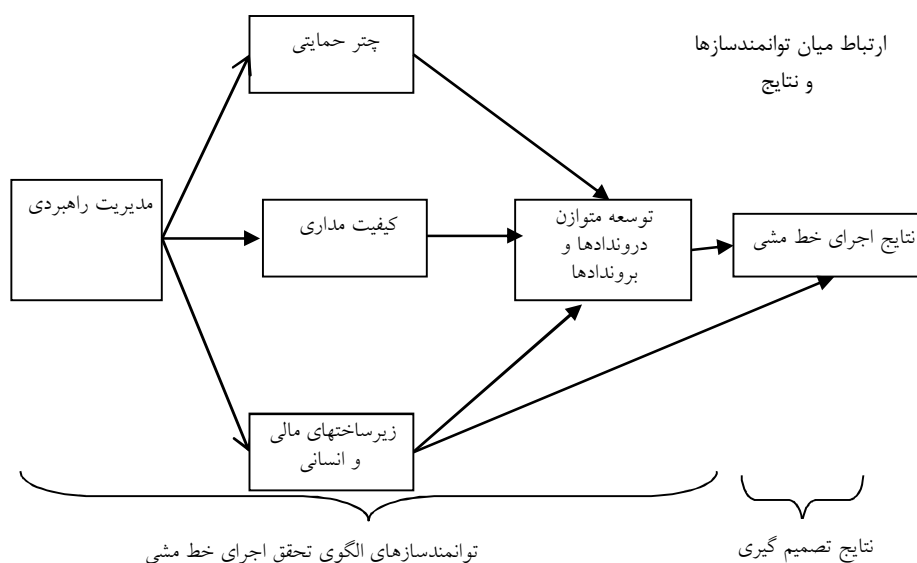 چتر حمایتی
ارتباط میان توانمندسازها
و نتایج
مدیریت راهبردی
کیفیت مداری
توسعه متوازن
دروندادها و
بروندادها
نتایج اجرای خط مشی
زیرساختهای مالی
و انسانی
توانمندسازهای الگوی تحقق اجرای خط مشی
نتایج تصمیم گیری